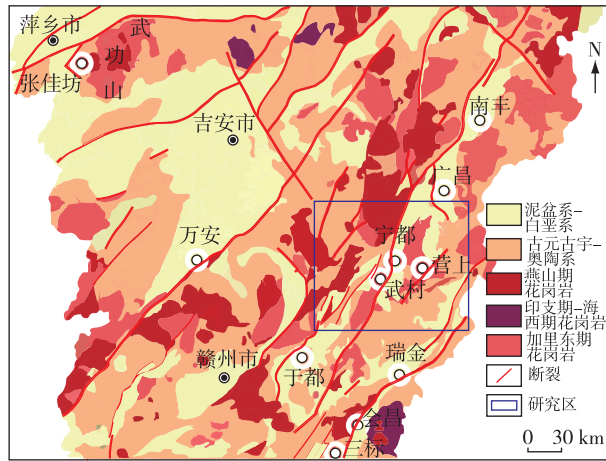 萍乡市
武
功
山
张佳坊
吉安市
N
南丰
广昌
万安
宁都
营上
武村
赣州市
于都
瑞金
会昌
三标
泥盆系-
白垩系
古元古宇-
奥陶系
燕山期
花岗岩
印支期-海
西期花岗岩
加里东期
花岗岩
断裂
研究区
0 30 km